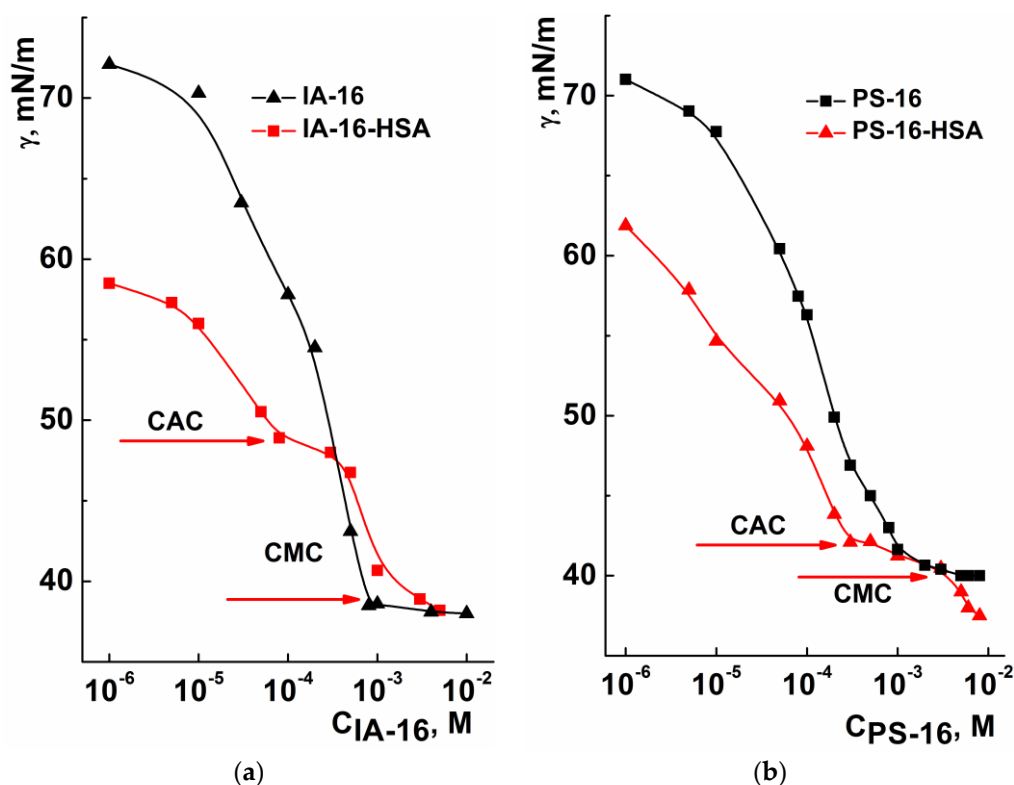 γ, mN/m
70
60
50
40
IA-16
IA-16-HSA
CAC
CMC
10⁻⁶ 10⁻⁵ 10⁻⁴ 10⁻³ 10⁻²
C_IA-16, M
(a)
γ, mN/m
70
60
50
40
PS-16
PS-16-HSA
CAC
CMC
10⁻⁶ 10⁻⁵ 10⁻⁴ 10⁻³ 10⁻²
C_PS-16, M
(b)